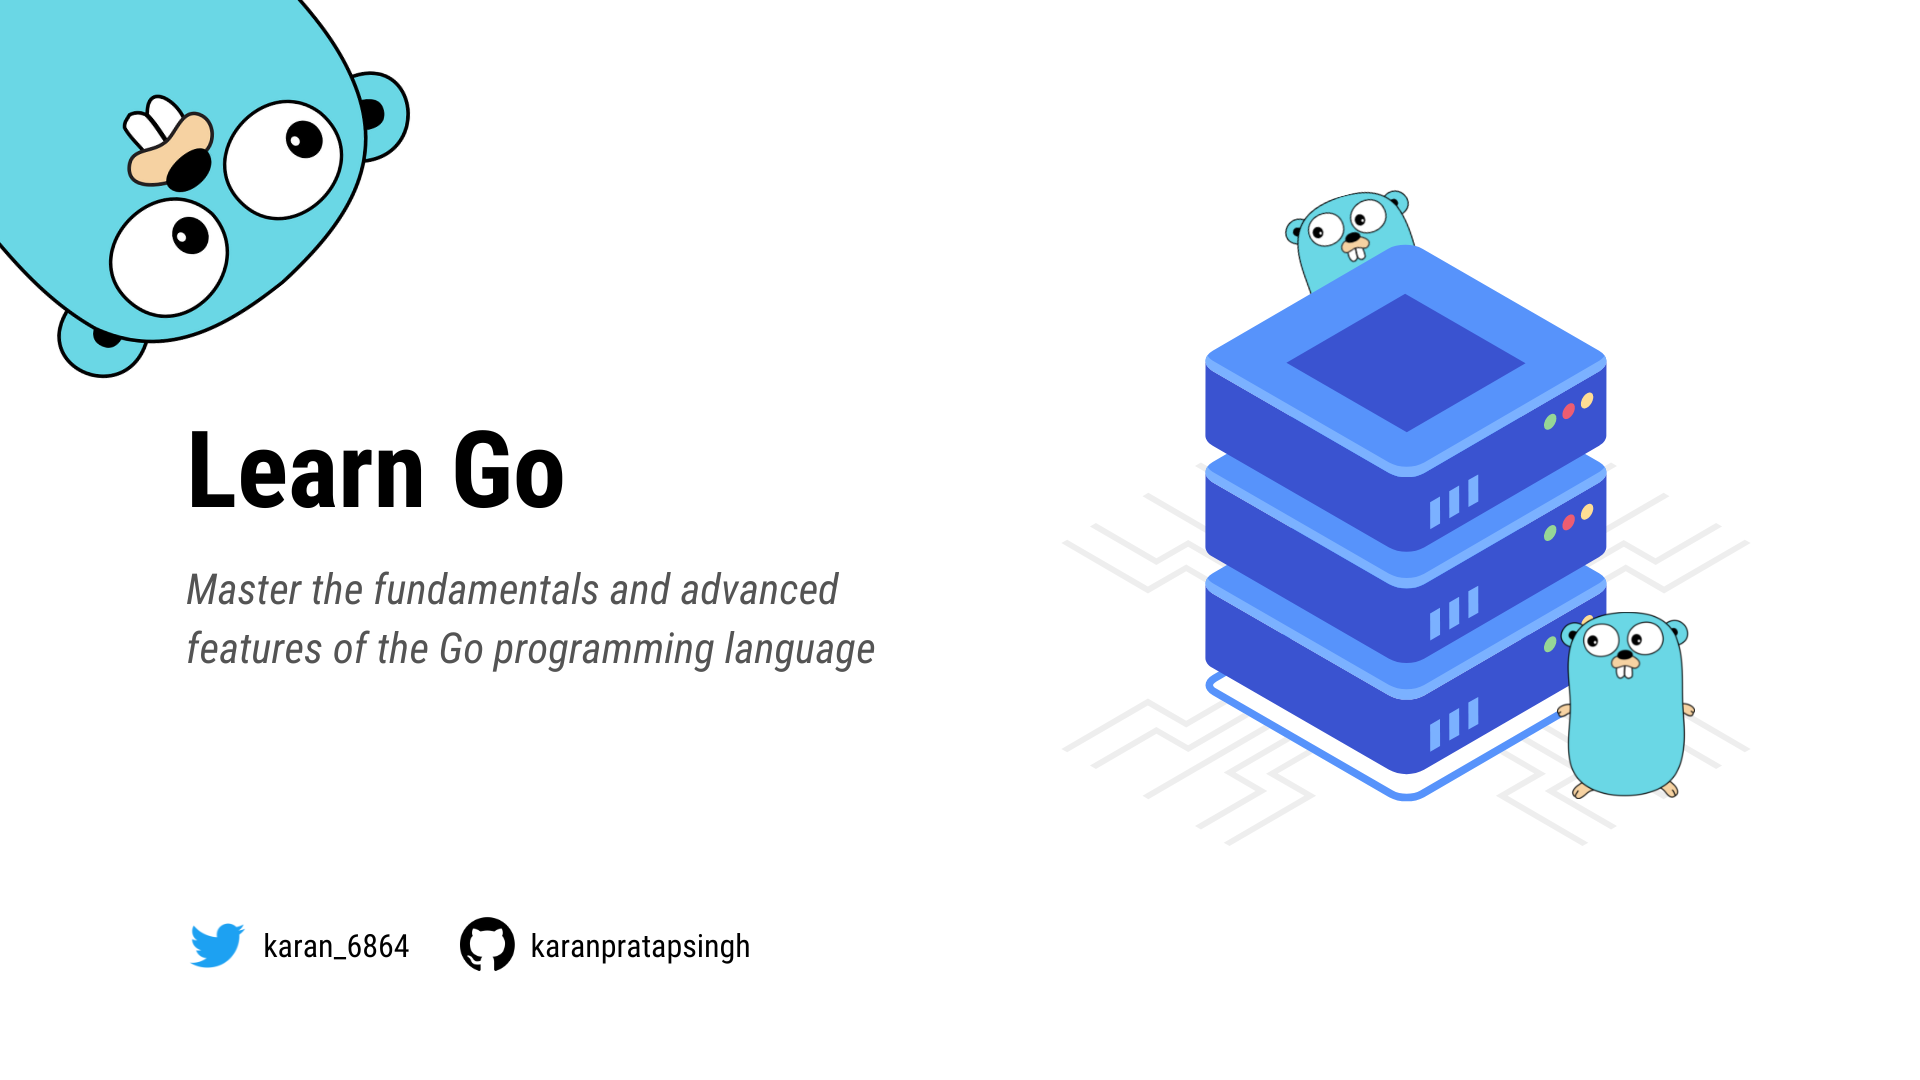 Learn Go
Master the fundamentals and advanced
features of the Go programming language
karan_6864
karanpratapsingh